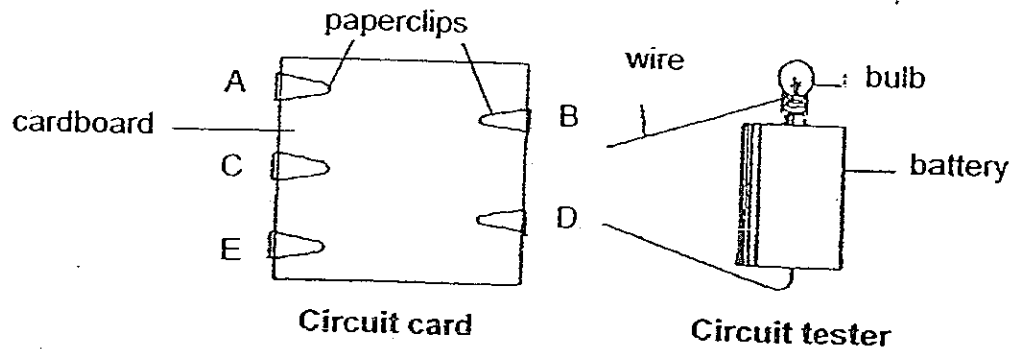 paperclips
A
wire
bulb
cardboard
B
C
battery
D
E
Circuit card
Circuit tester